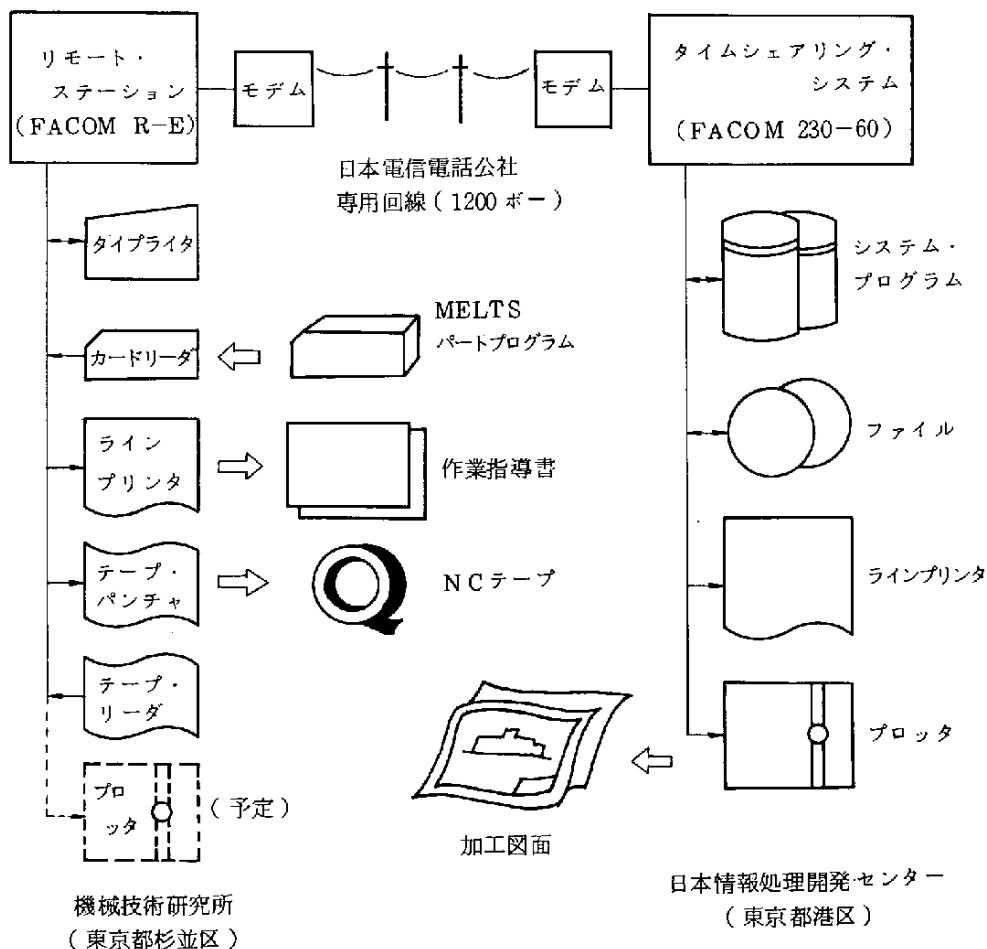 リモート・
ステーション
(FACOM R-E)
モデム
モデム
タイムシェアリング・
システム
(FACOM 230-60)
日本電信電話公社
専用回線(1200ボー)
タイプライタ
カードリーダ
MELTS
パートプログラム
ライン
プリンタ
作業指導書
テープ・
パンチャ
NCテープ
テープ・
リーダ
プロ
ッタ
(予定)
機械技術研究所
(東京都杉並区)
システム・
プログラム
ファイル
ラインプリンタ
プロッタ
加工図面
日本情報処理開発センター
(東京都港区)